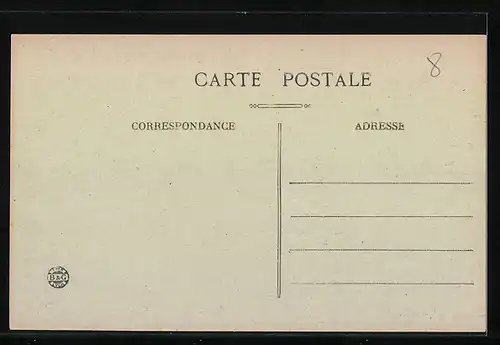 8
CARTE POSTALE
CORRESPONDANCE ADRESSE
B&G